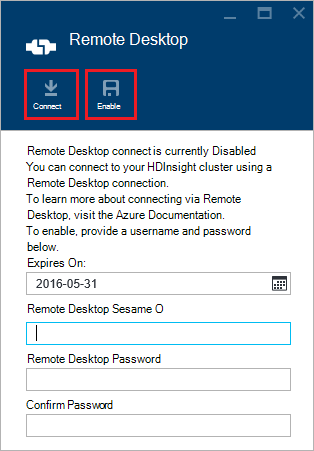 Remote Desktop
Connect
Enable
Remote Desktop connect is currently Disabled
You can connect to your HDInsight cluster using a
Remote Desktop connection.
To learn more about connecting via Remote
Desktop, visit the Azure Documentation.
To enable, provide a username and password
below.
Expires On:
2016-05-31
Remote Desktop Sesame O
Remote Desktop Password
Confirm Password